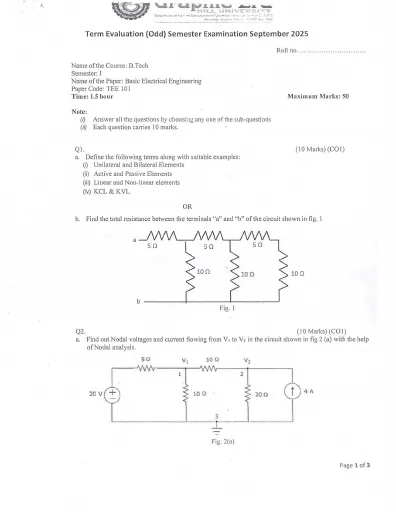 Graphic Era
HILL UNIVERSITY
Term Evaluation (Odd) Semester Examination September 2025
Roll no. ................................
Name of the Course: B.Tech
Semester: I
Name of the Paper: Basic Electrical Engineering
Paper Code: TEE 101
Time: 1.5 hour Maximum Marks: 50
Note:
(i) Answer all the questions by choosing any one of the sub-questions
(ii) Each question carries 10 marks.
Q1. (10 Marks) (CO1)
a. Define the following terms along with suitable examples:
(i) Unilateral and Bilateral Elements
(ii) Active and Passive Elements
(iii) Linear and Non-linear elements
(iv) KCL & KVL
OR
b. Find the total resistance between the terminals "a" and "b" of the circuit shown in fig. 1
a
5 Ω 5 Ω 5 Ω
10 Ω 10 Ω 10 Ω
b
Fig. 1
Q2. (10 Marks) (CO1)
a. Find out Nodal voltages and current flowing from V₁ to V₂ in the circuit shown in fig 2 (a) with the help
of Nodal analysis.
5 Ω V₁ 10 Ω V₂
1 2
20 V 10 Ω 20 Ω 4 A
3
Fig. 2(a)
Page 1 of 3